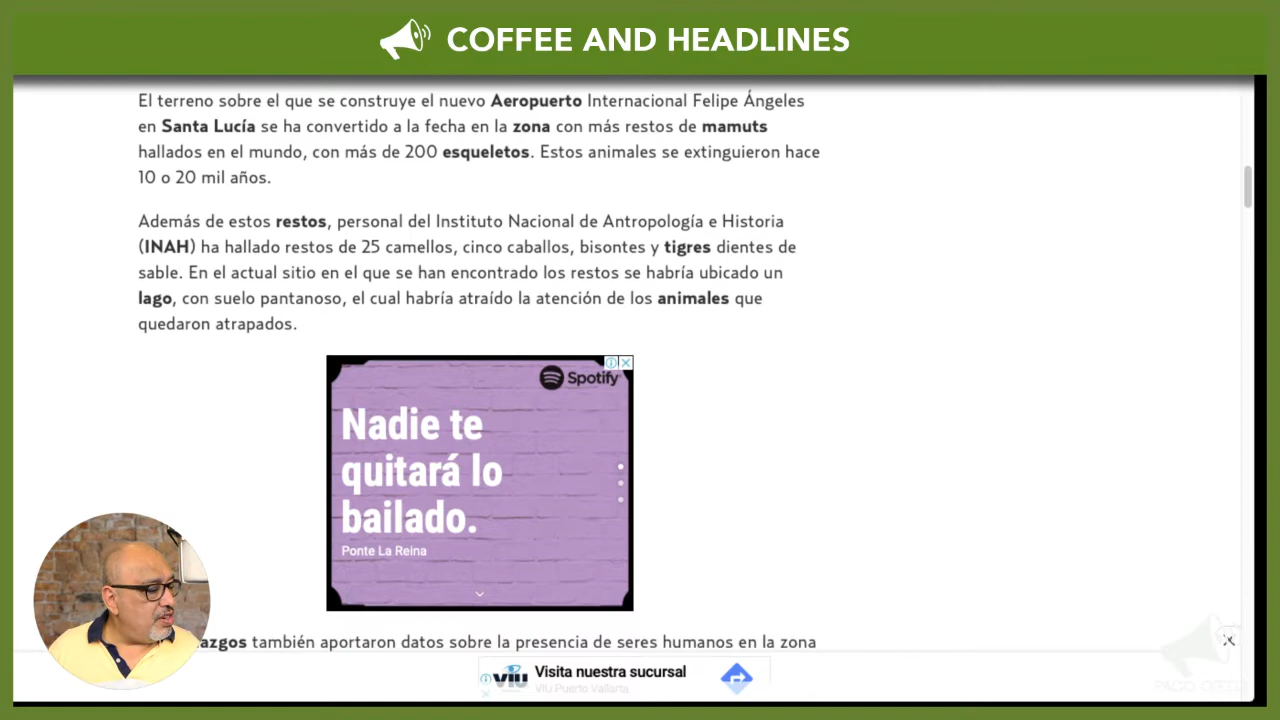 COFFEE AND HEADLINES
El terreno sobre el que se construye el nuevo Aeropuerto Internacional Felipe Ángeles
en Santa Lucía se ha convertido a la fecha en la zona con más restos de mamuts
hallados en el mundo, con más de 200 esqueletos. Estos animales se extinguieron hace
10 o 20 mil años.
Además de estos restos, personal del Instituto Nacional de Antropología e Historia
(INAH) ha hallado restos de 25 camellos, cinco caballos, bisontes y tigres dientes de
sable. En el actual sitio en el que se han encontrado los restos se habría ubicado un
lago, con suelo pantanoso, el cual habría atraído la atención de los animales que
quedaron atrapados.
Spotify
Nadie te
quitará lo
bailado.
Ponte La Reina
azgos también aportaron datos sobre la presencia de seres humanos en la zona
VIU
Visita nuestra sucursal
VIU Puerto Vallarta